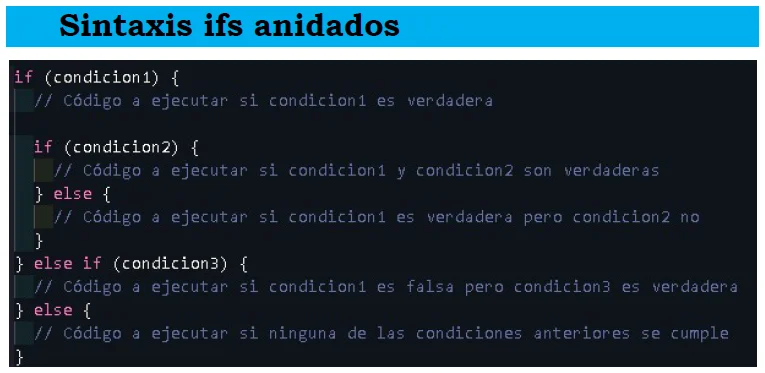 Sintaxis ifs anidados
if (condicion1) {
// Código a ejecutar si condicion1 es verdadera
if (condicion2) {
// Código a ejecutar si condicion1 y condicion2 son verdaderas
} else {
// Código a ejecutar si condicion1 es verdadera pero condicion2 no
}
} else if (condicion3) {
// Código a ejecutar si condicion1 es falsa pero condicion3 es verdadera
} else {
// Código a ejecutar si ninguna de las condiciones anteriores se cumple
}